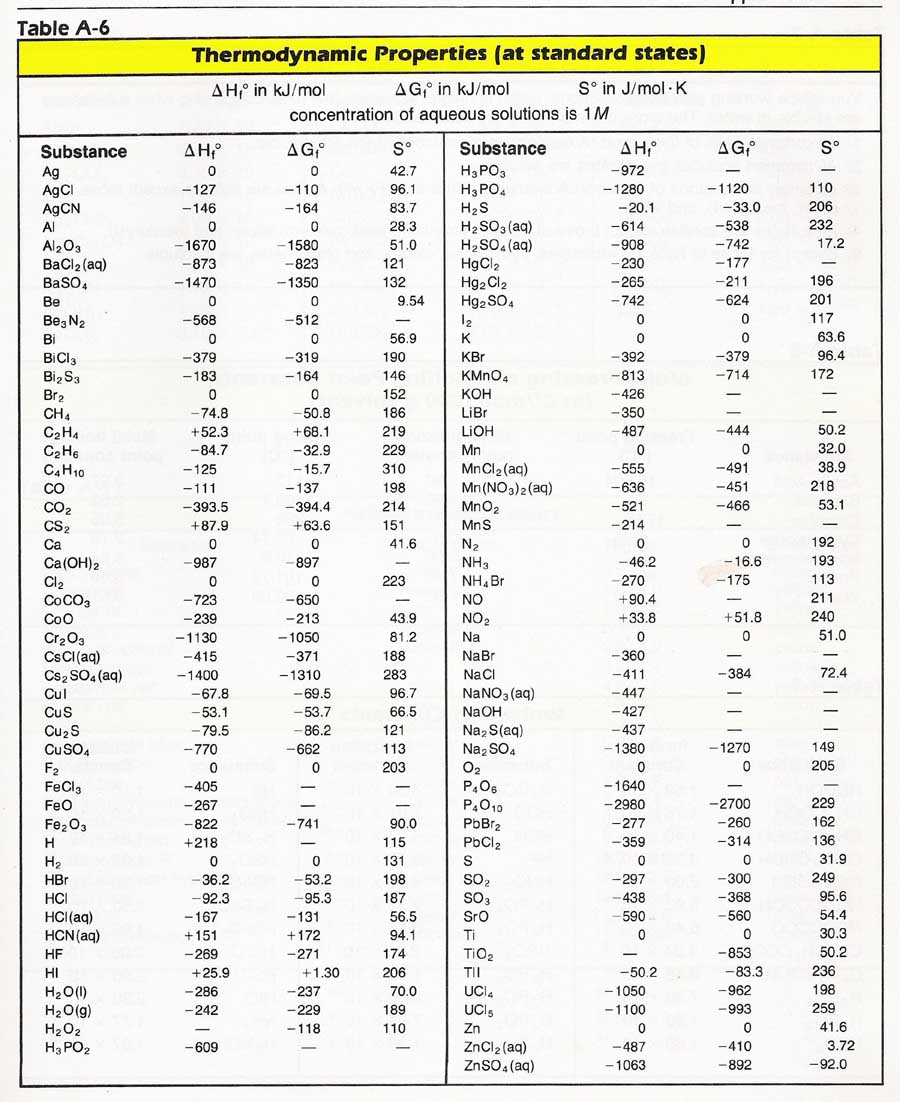 Table A-6
Thermodynamic Properties (at standard states)
ΔHf° in kJ/mol ΔGf° in kJ/mol S° in J/mol·K
concentration of aqueous solutions is 1M
Substance ΔHf° ΔGf° S°
Ag 0 0 42.7
AgCl −127 −110 96.1
AgCN −146 −164 83.7
Al 0 0 28.3
Al₂O₃ −1670 −1580 51.0
BaCl₂(aq) −873 −823 121
BaSO₄ −1470 −1350 132
Be 0 0 9.54
Be₃N₂ −568 −512 —
Bi 0 0 56.9
BiCl₃ −379 −319 190
Bi₂S₃ −183 −164 146
Br₂ 0 0 152
CH₄ −74.8 −50.8 186
C₂H₄ +52.3 +68.1 219
C₂H₆ −84.7 −32.9 229
C₄H₁₀ −125 −15.7 310
CO −111 −137 198
CO₂ −393.5 −394.4 214
CS₂ +87.9 +63.6 151
Ca 0 0 41.6
Ca(OH)₂ −987 −897 —
Cl₂ 0 0 223
CoCO₃ −723 −650 —
CoO −239 −213 43.9
Cr₂O₃ −1130 −1050 81.2
CsCl(aq) −415 −371 188
Cs₂SO₄(aq) −1400 −1310 283
CuI −67.8 −69.5 96.7
CuS −53.1 −53.7 66.5
Cu₂S −79.5 −86.2 121
CuSO₄ −770 −662 113
F₂ 0 0 203
FeCl₃ −405 — —
FeO −267 — —
Fe₂O₃ −822 −741 90.0
H +218 — 115
H₂ 0 0 131
HBr −36.2 −53.2 198
HCl −92.3 −95.3 187
HCl(aq) −167 −131 56.5
HCN(aq) +151 +172 94.1
HF −269 −271 174
HI +25.9 +1.30 206
H₂O(l) −286 −237 70.0
H₂O(g) −242 −229 189
H₂O₂ — −118 110
H₃PO₂ −609 — —
Substance ΔHf° ΔGf° S°
H₃PO₃ −972 — —
H₃PO₄ −1280 −1120 110
H₂S −20.1 −33.0 206
H₂SO₃(aq) −614 −538 232
H₂SO₄(aq) −908 −742 17.2
HgCl₂ −230 −177 —
Hg₂Cl₂ −265 −211 196
Hg₂SO₄ −742 −624 201
I₂ 0 0 117
K 0 0 63.6
KBr −392 −379 96.4
KMnO₄ −813 −714 172
KOH −426 — —
LiBr −350 — —
LiOH −487 −444 50.2
Mn 0 0 32.0
MnCl₂(aq) −555 −491 38.9
Mn(NO₃)₂(aq) −636 −451 218
MnO₂ −521 −466 53.1
MnS −214 — —
N₂ 0 0 192
NH₃ −46.2 −16.6 193
NH₄Br −270 −175 113
NO +90.4 — 211
NO₂ +33.8 +51.8 240
Na 0 0 51.0
NaBr −360 — —
NaCl −411 −384 72.4
NaNO₃(aq) −447 — —
NaOH −427 — —
Na₂S(aq) −437 — —
Na₂SO₄ −1380 −1270 149
O₂ 0 0 205
P₄O₆ −1640 — —
P₄O₁₀ −2980 −2700 229
PbBr₂ −277 −260 162
PbCl₂ −359 −314 136
S 0 0 31.9
SO₂ −297 −300 249
SO₃ −438 −368 95.6
SrO −590 −560 54.4
Ti 0 0 30.3
TiO₂ — −853 50.2
TlI −50.2 −83.3 236
UCl₄ −1050 −962 198
UCl₅ −1100 −993 259
Zn 0 0 41.6
ZnCl₂(aq) −487 −410 3.72
ZnSO₄(aq) −1063 −892 −92.0